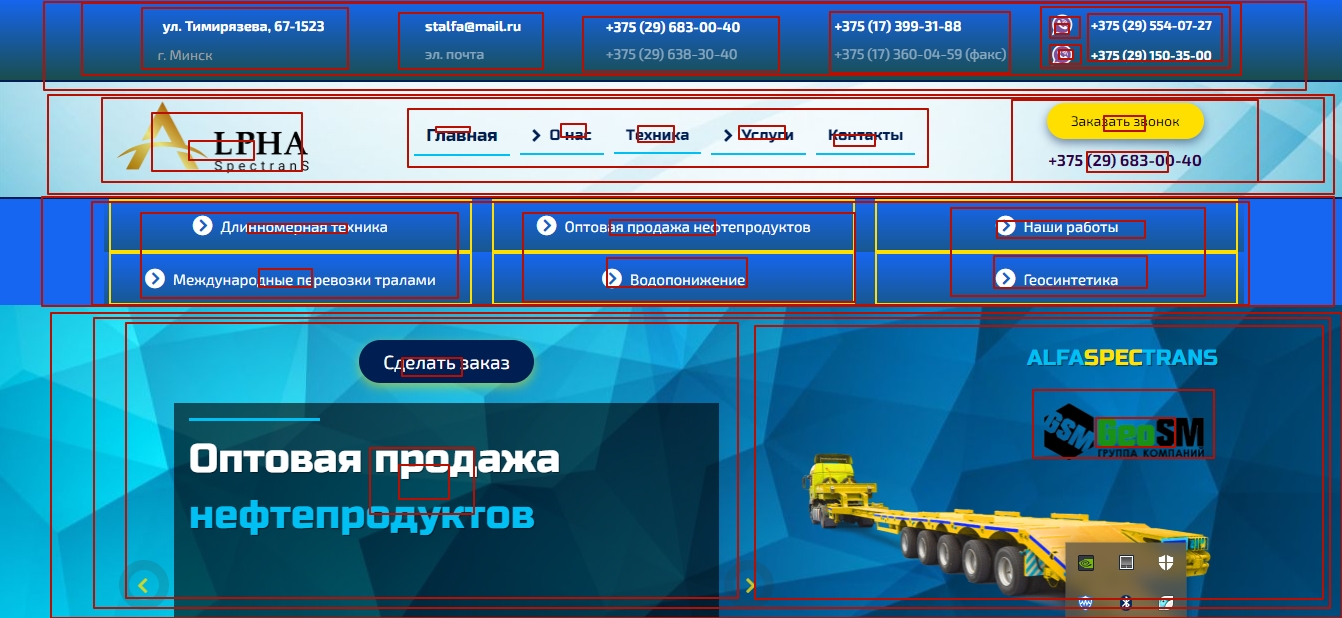 ул. Тимирязева, 67-1523
г. Минск
stalfa@mail.ru
эл. почта
+375 (29) 683-00-40
+375 (29) 638-30-40
+375 (17) 399-31-88
+375 (17) 360-04-59 (факс)
+375 (29) 554-07-27
+375 (29) 150-35-00
ALPHA
SpectranS
Главная
О нас
Техника
Услуги
Контакты
Заказать звонок
+375 (29) 683-00-40
Длинномерная техника
Оптовая продажа нефтепродуктов
Наши работы
Международные перевозки тралами
Водопонижение
Геосинтетика
Сделать заказ
Оптовая продажа
нефтепродуктов
ALFASPECTRANS
GSM GeoSM
ГРУППА КОМПАНИЙ